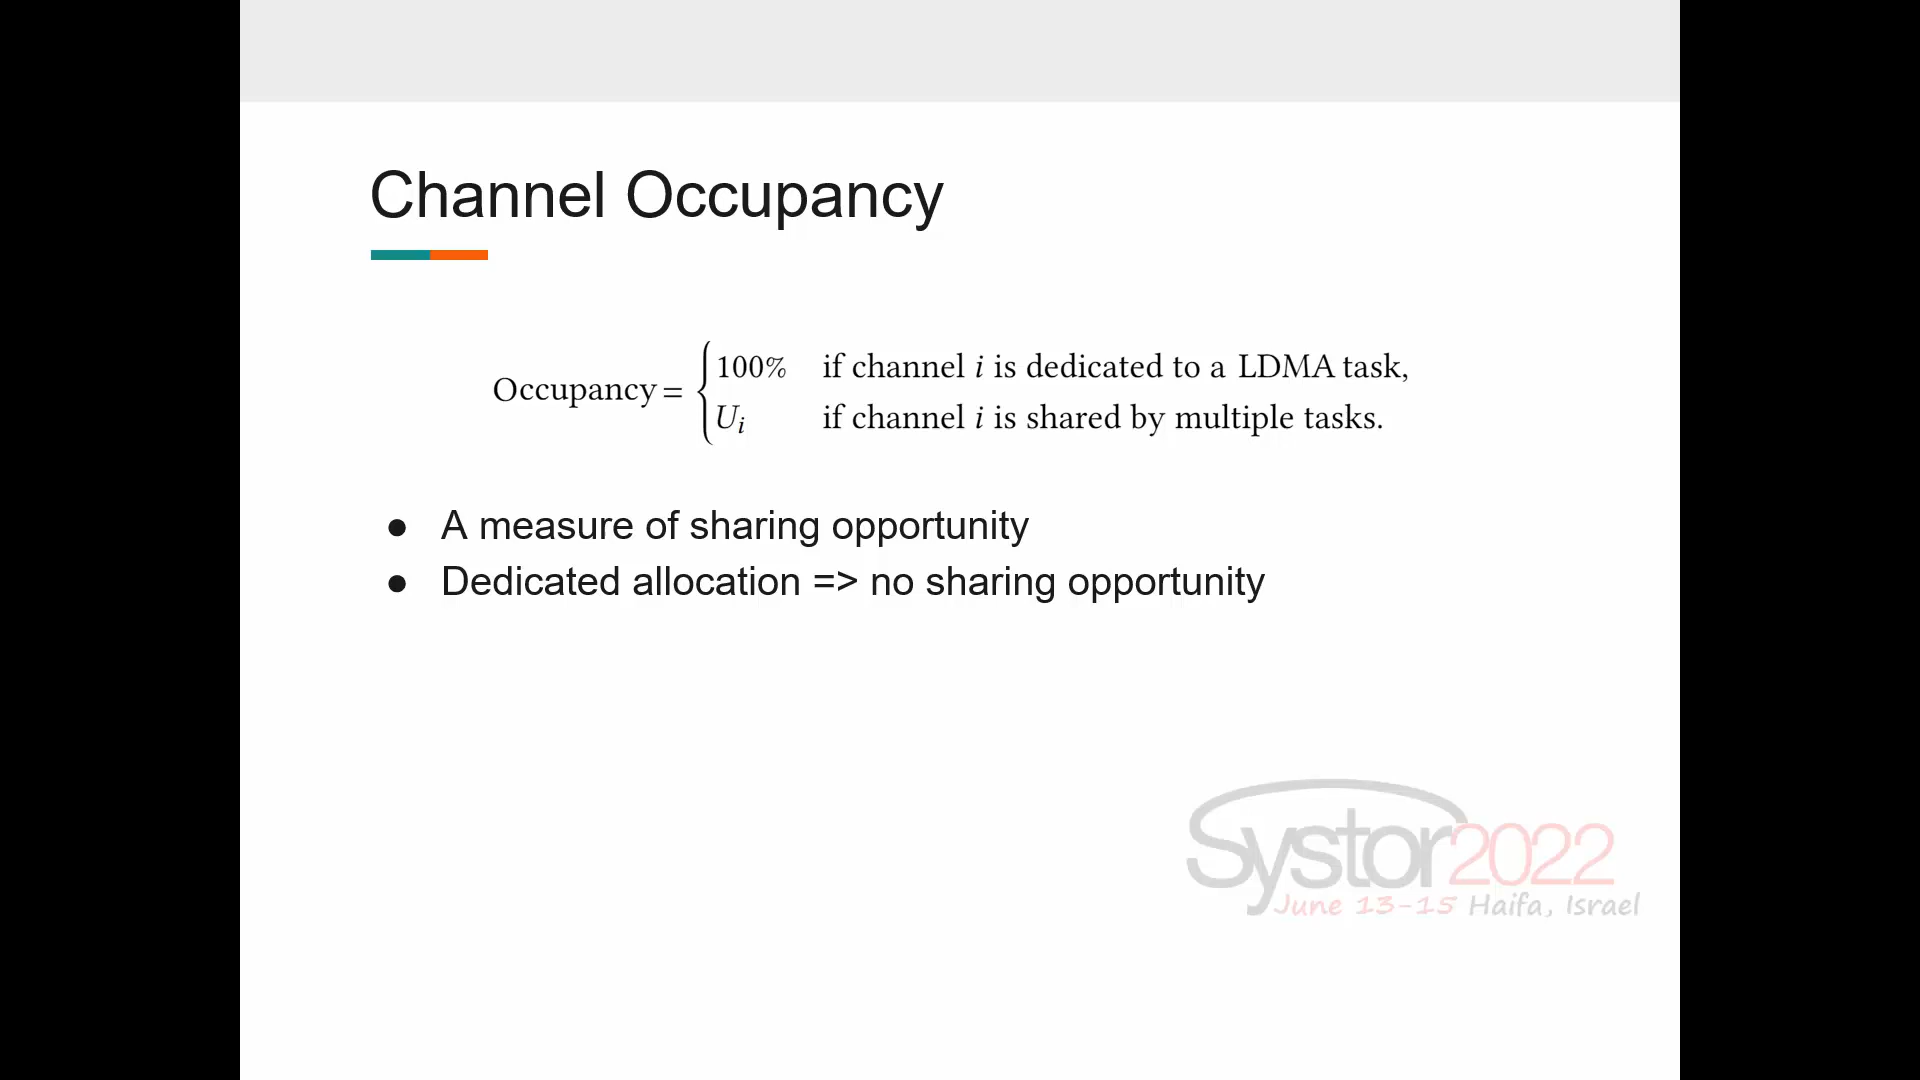 Channel Occupancy
Occupancy = { 100% if channel i is dedicated to a LDMA task,
U_i if channel i is shared by multiple tasks.
● A measure of sharing opportunity
● Dedicated allocation => no sharing opportunity
Systor2022
June 13-15 Haifa, Israel